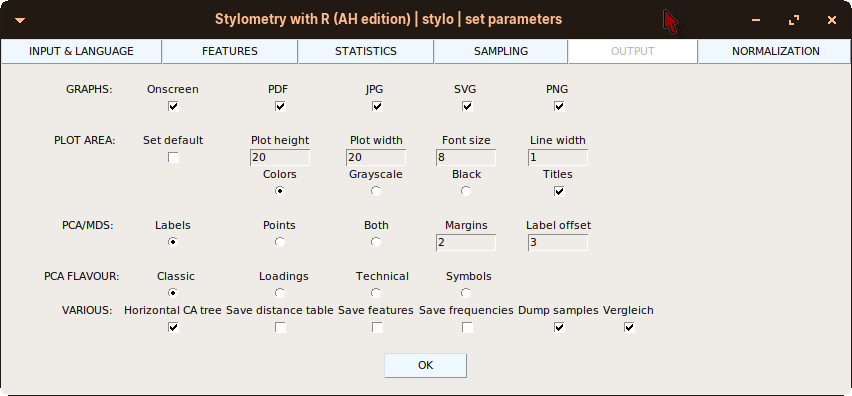 Stylometry with R (AH edition) | stylo | set parameters
INPUT & LANGUAGE FEATURES STATISTICS SAMPLING OUTPUT NORMALIZATION
GRAPHS: Onscreen PDF JPG SVG PNG
PLOT AREA: Set default Plot height Plot width Font size Line width
20 20 8 1
Colors Grayscale Black Titles
PCA/MDS: Labels Points Both Margins Label offset
2 3
PCA FLAVOUR: Classic Loadings Technical Symbols
VARIOUS: Horizontal CA tree Save distance table Save features Save frequencies Dump samples Vergleich
OK